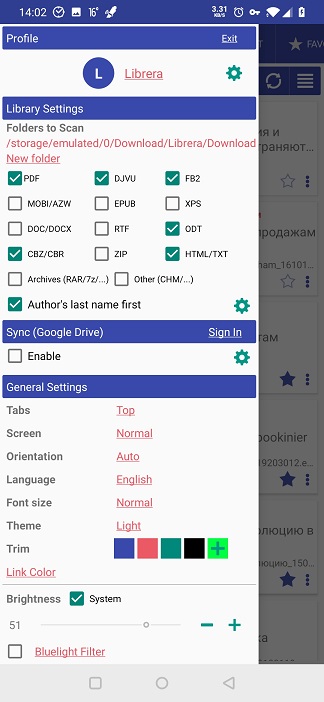 14:02 16° 3.31 KB/S
Profile Exit
T FAV
L Librera
Library Settings
Folders to Scan
/storage/emulated/0/Download/Librera/Download
New folder
ия и
траняют...
PDF DJVU FB2
MOBI/AZW EPUB XPS
DOC/DOCX RTF ODT
продажам
CBZ/CBR ZIP HTML/TXT
nam_16101...
Archives (RAR/7z/...) Other (CHM/...)
Author's last name first
Sync (Google Drive) Sign In
там
Enable
General Settings
Tabs Top
Screen Normal
bookinier
Orientation Auto
19203012.e...
Language English
Font size Normal
Theme Light
олюцию в
Trim
люцию_150...
Link Color
Brightness System
51
ка
Bluelight Filter